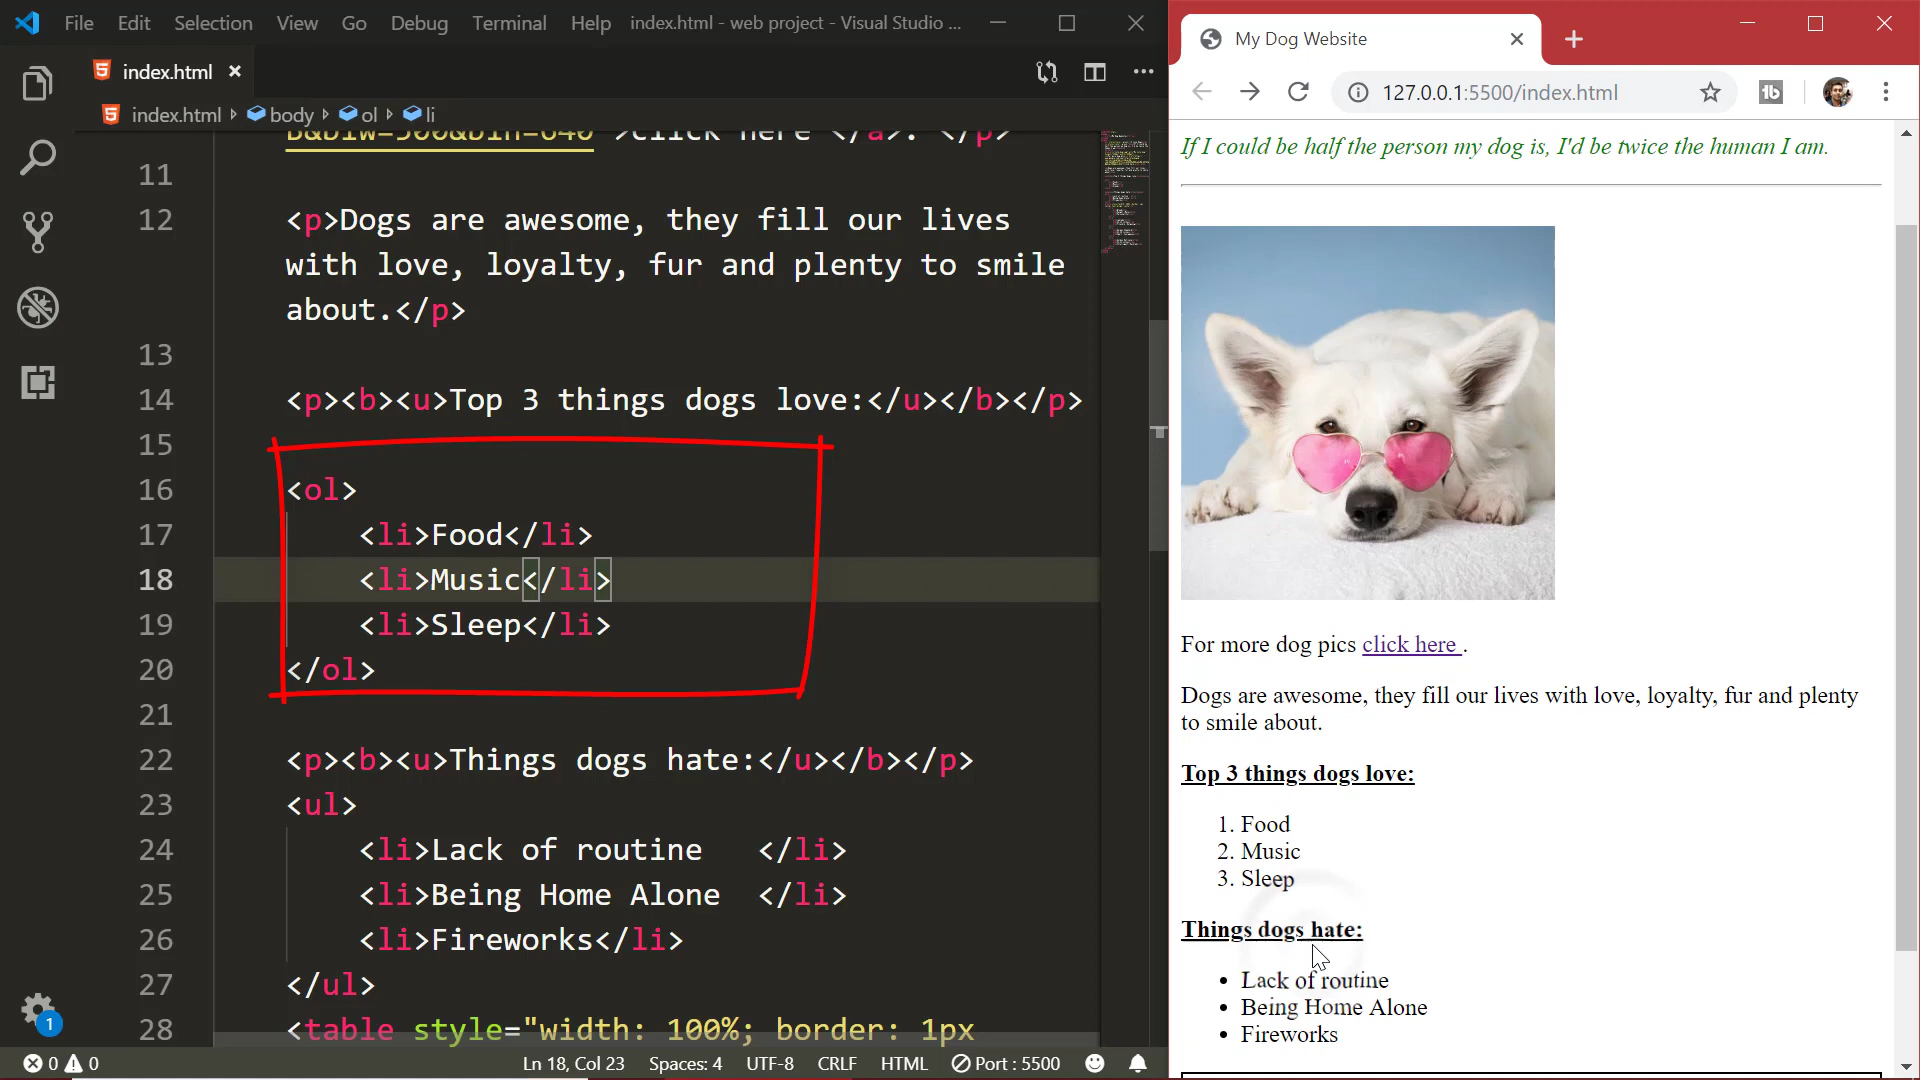 File Edit Selection View Go Debug Terminal Help index.html - web project - Visual Studio ...
index.html
index.html body ol li
B&biw=500&bih=640">click here </a>. </p>
11
12 <p>Dogs are awesome, they fill our lives
with love, loyalty, fur and plenty to smile
about.</p>
13
14 <p><b><u>Top 3 things dogs love:</u></b></p>
15
16 <ol>
17 <li>Food</li>
18 <li>Music</li>
19 <li>Sleep</li>
20 </ol>
21
22 <p><b><u>Things dogs hate:</u></b></p>
23 <ul>
24 <li>Lack of routine </li>
25 <li>Being Home Alone </li>
26 <li>Fireworks</li>
27 </ul>
28 <table style="width: 100%; border: 1px
1
0 0 Ln 18, Col 23 Spaces: 4 UTF-8 CRLF HTML Port : 5500
My Dog Website
127.0.0.1:5500/index.html
If I could be half the person my dog is, I'd be twice the human I am.
For more dog pics click here .
Dogs are awesome, they fill our lives with love, loyalty, fur and plenty
to smile about.
Top 3 things dogs love:
1. Food
2. Music
3. Sleep
Things dogs hate:
• Lack of routine
• Being Home Alone
• Fireworks